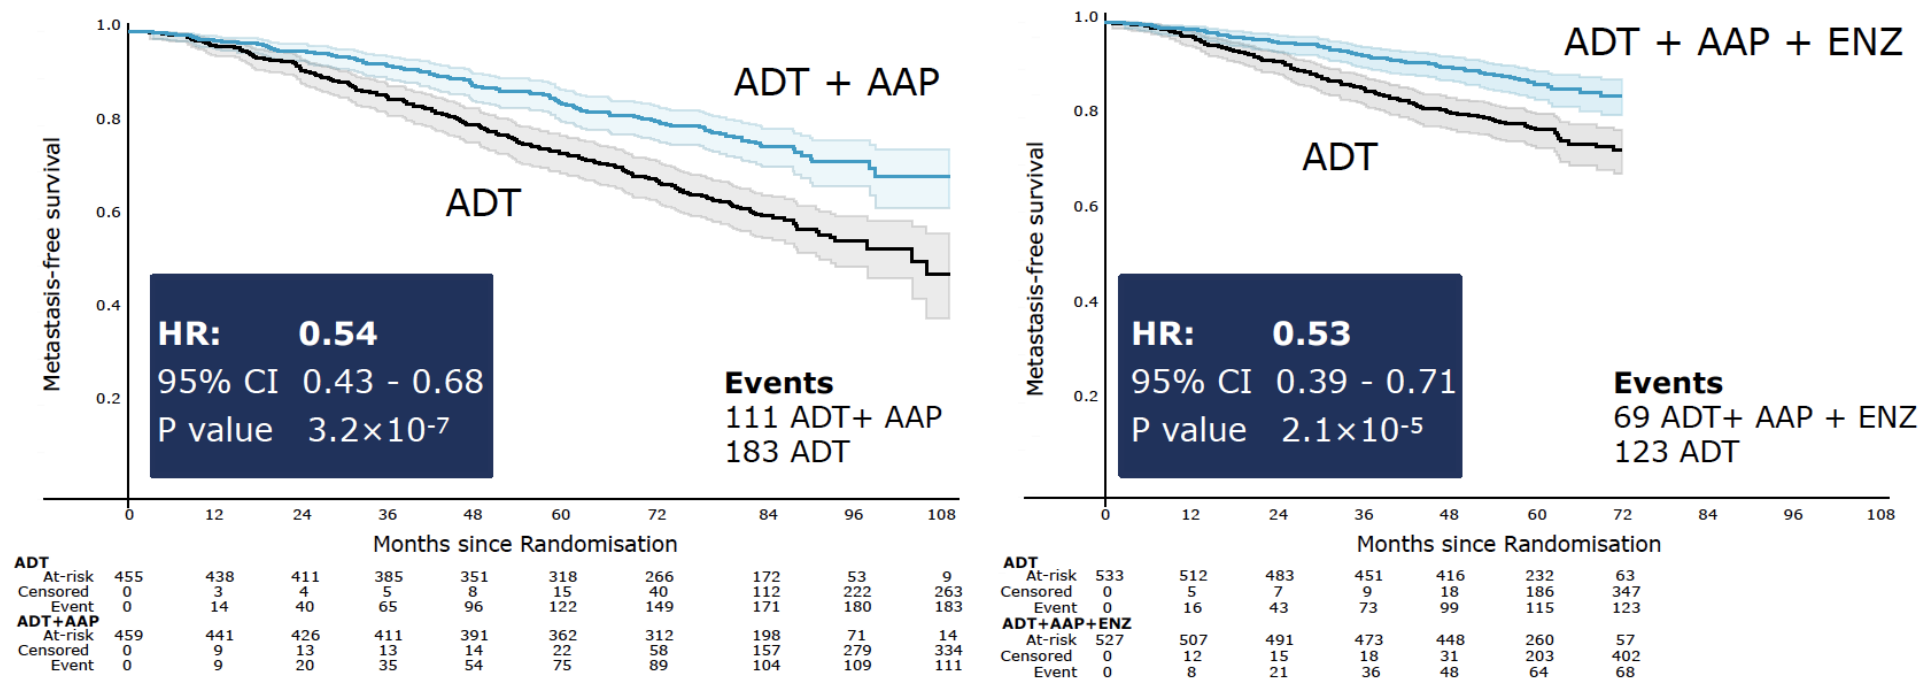 1.0
0.8
0.6
0.4
0.2
Metastasis-free survival
ADT + AAP
ADT
HR: 0.54
95% CI 0.43 - 0.68
P value 3.2×10⁻⁷
Events
111 ADT+ AAP
183 ADT
0 12 24 36 48 60 72 84 96 108
Months since Randomisation
ADT
At-risk 455 438 411 385 351 318 266 172 53 9
Censored 0 3 4 5 8 15 40 112 222 263
Event 0 14 40 65 96 122 149 171 180 183
ADT+AAP
At-risk 459 441 426 411 391 362 312 198 71 14
Censored 0 9 13 13 14 22 58 157 279 334
Event 0 9 20 35 54 75 89 104 109 111
1.0
0.8
0.6
0.4
0.2
Metastasis-free survival
ADT + AAP + ENZ
ADT
HR: 0.53
95% CI 0.39 - 0.71
P value 2.1×10⁻⁵
Events
69 ADT+ AAP + ENZ
123 ADT
0 12 24 36 48 60 72 84 96 108
Months since Randomisation
ADT
At-risk 533 512 483 451 416 232 63
Censored 0 5 7 9 18 186 347
Event 0 16 43 73 99 115 123
ADT+AAP+ENZ
At-risk 527 507 491 473 448 260 57
Censored 0 12 15 18 31 203 402
Event 0 8 21 36 48 64 68